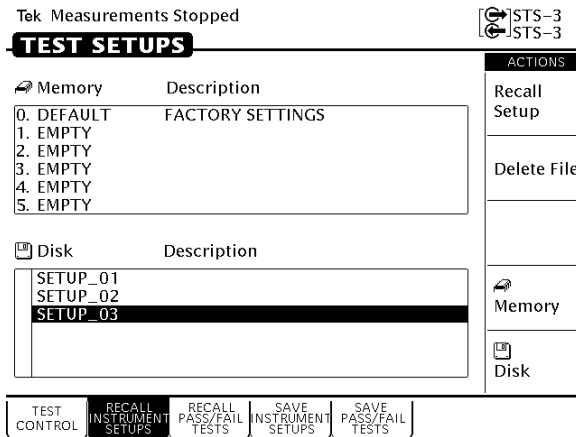 Tek Measurements Stopped
STS–3
STS–3
TEST SETUPS
ACTIONS
Memory Description
0. DEFAULT FACTORY SETTINGS
1. EMPTY
2. EMPTY
3. EMPTY
4. EMPTY
5. EMPTY
Disk Description
SETUP_01
SETUP_02
SETUP_03
Recall
Setup
Delete File
Memory
Disk
TEST
CONTROL
RECALL
INSTRUMENT
SETUPS
RECALL
PASS/FAIL
TESTS
SAVE
INSTRUMENT
SETUPS
SAVE
PASS/FAIL
TESTS